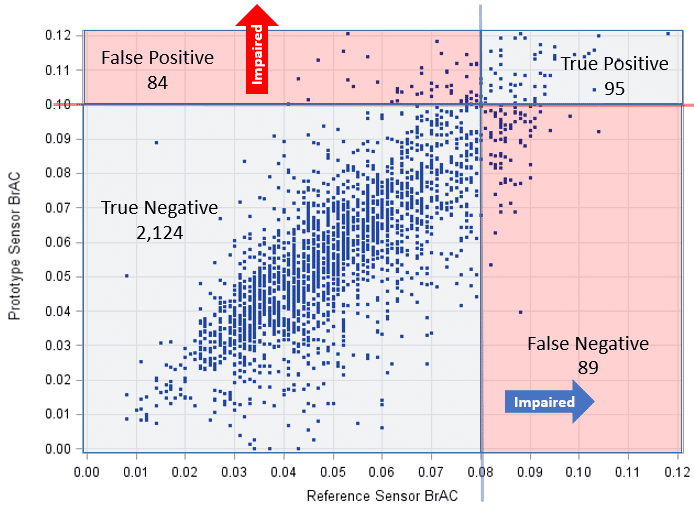 0.12
0.11
0.10
0.09
0.08
0.07
0.06
0.05
0.04
0.03
0.02
0.01
0.00
Prototype Sensor BrAC
False Positive
84
Impaired
True Positive
95
True Negative
2,124
False Negative
89
Impaired
0.00 0.01 0.02 0.03 0.04 0.05 0.06 0.07 0.08 0.09 0.10 0.11 0.12
Reference Sensor BrAC